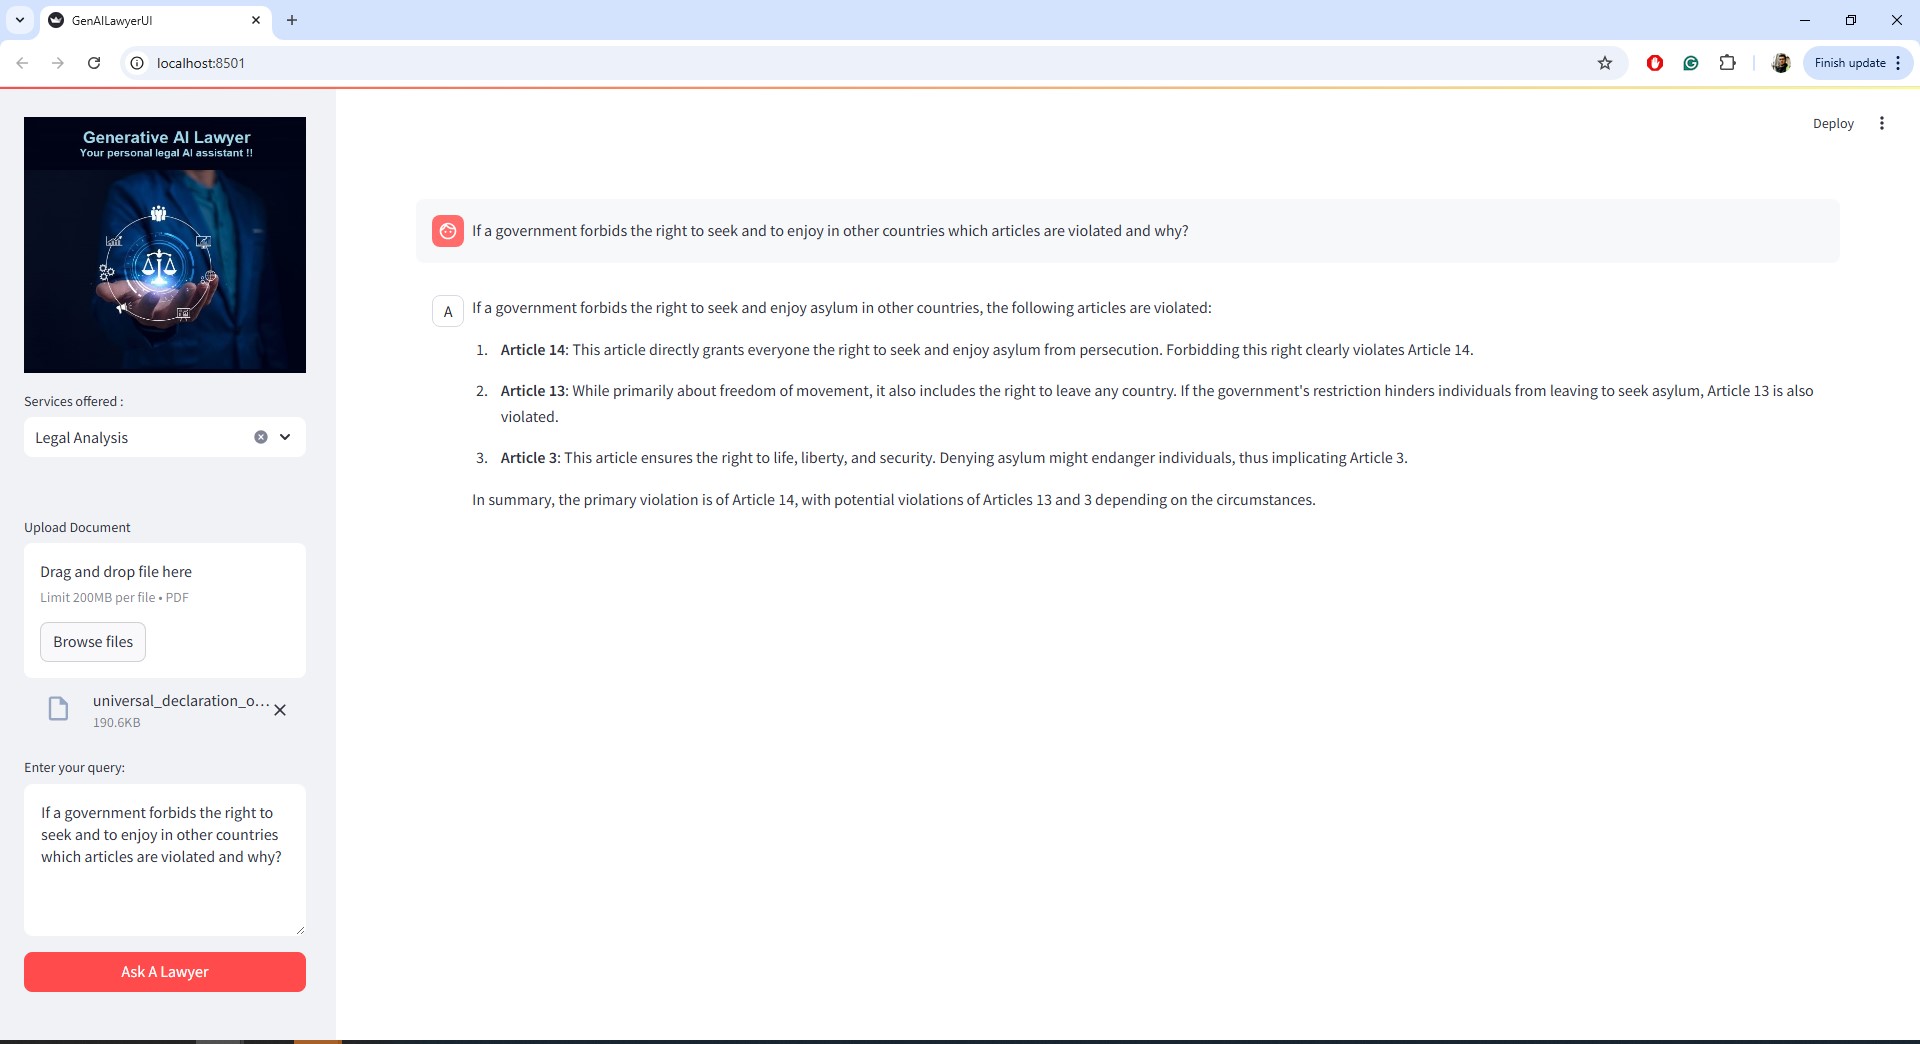 GenAILawyerUI
localhost:8501
Finish update
Deploy
Generative AI Lawyer
Your personal legal AI assistant !!
Services offered :
Legal Analysis
Upload Document
Drag and drop file here
Limit 200MB per file • PDF
Browse files
universal_declaration_o...
190.6KB
Enter your query:
If a government forbids the right to
seek and to enjoy in other countries
which articles are violated and why?
Ask A Lawyer
If a government forbids the right to seek and to enjoy in other countries which articles are violated and why?
A
If a government forbids the right to seek and enjoy asylum in other countries, the following articles are violated:
1. Article 14: This article directly grants everyone the right to seek and enjoy asylum from persecution. Forbidding this right clearly violates Article 14.
2. Article 13: While primarily about freedom of movement, it also includes the right to leave any country. If the government's restriction hinders individuals from leaving to seek asylum, Article 13 is also
violated.
3. Article 3: This article ensures the right to life, liberty, and security. Denying asylum might endanger individuals, thus implicating Article 3.
In summary, the primary violation is of Article 14, with potential violations of Articles 13 and 3 depending on the circumstances.